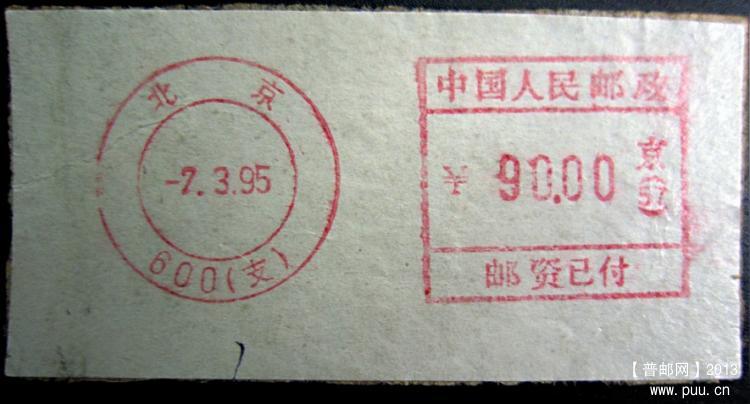 北京
-7.3.95
600(支)
中国人民邮政
90.00
京
邮资已付
【普邮网】2013
www.puu.cn